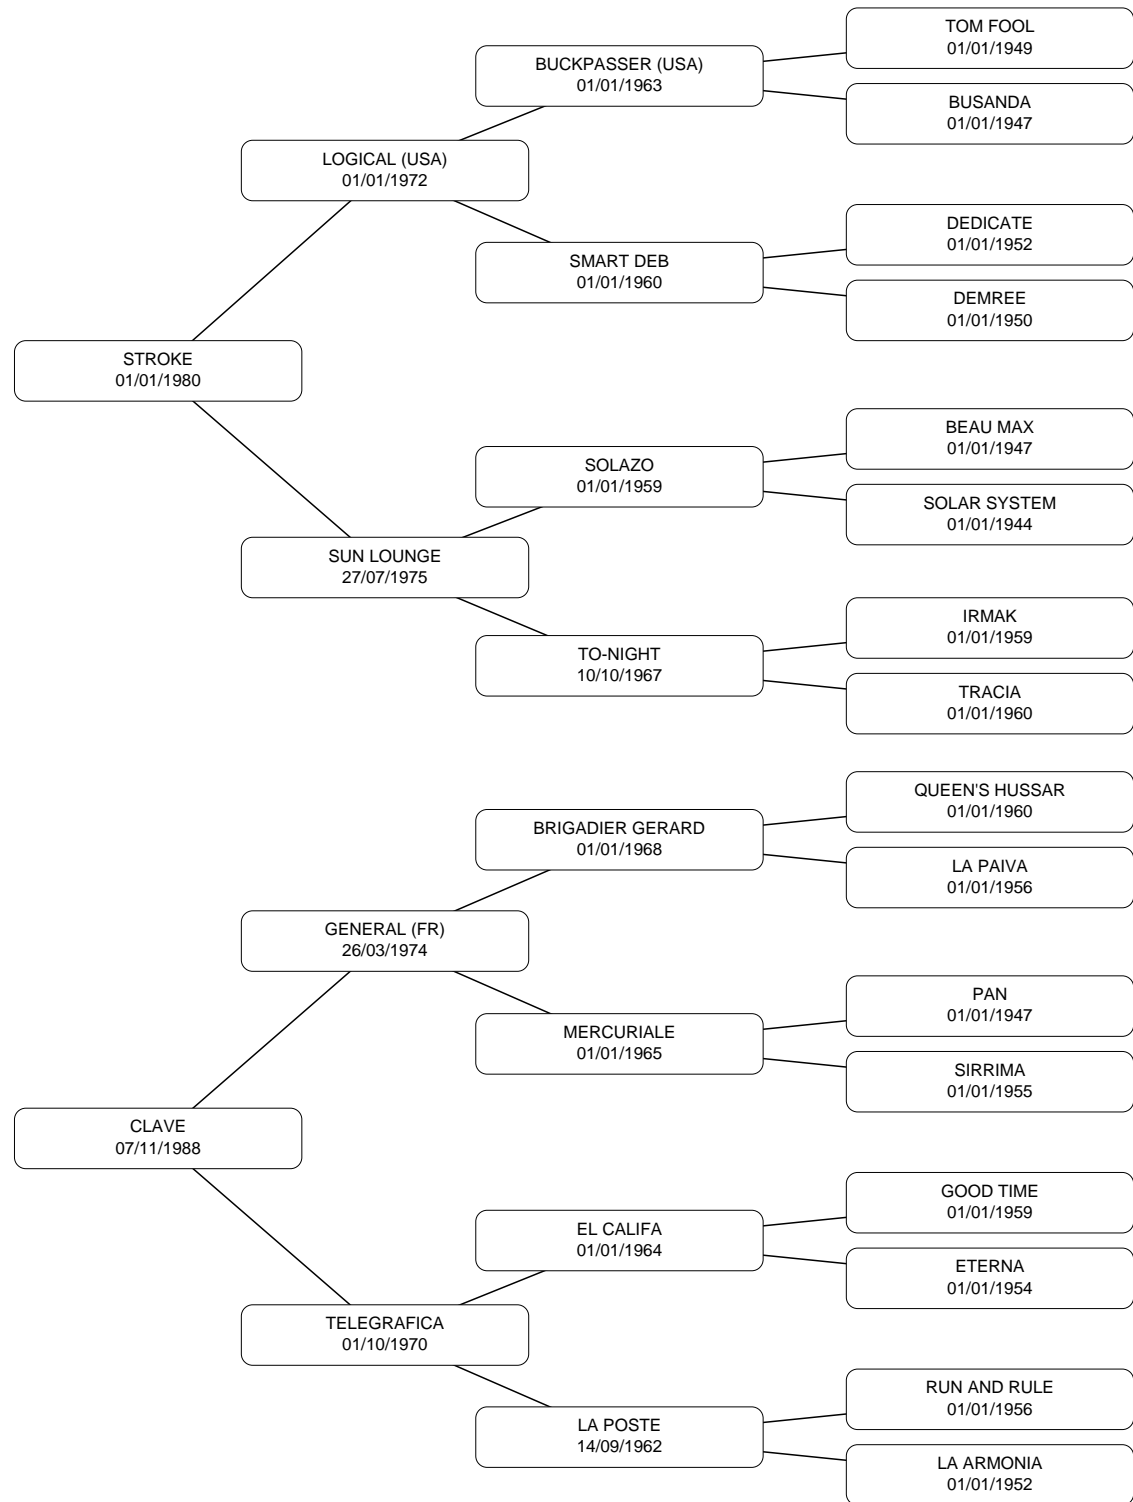 TOM FOOL
01/01/1949
BUCKPASSER (USA)
01/01/1963
BUSANDA
01/01/1947
LOGICAL (USA)
01/01/1972
DEDICATE
01/01/1952
SMART DEB
01/01/1960
DEMREE
01/01/1950
STROKE
01/01/1980
BEAU MAX
01/01/1947
SOLAZO
01/01/1959
SOLAR SYSTEM
01/01/1944
SUN LOUNGE
27/07/1975
IRMAK
01/01/1959
TO-NIGHT
10/10/1967
TRACIA
01/01/1960
QUEEN'S HUSSAR
01/01/1960
BRIGADIER GERARD
01/01/1968
LA PAIVA
01/01/1956
GENERAL (FR)
26/03/1974
PAN
01/01/1947
MERCURIALE
01/01/1965
SIRRIMA
01/01/1955
CLAVE
07/11/1988
GOOD TIME
01/01/1959
EL CALIFA
01/01/1964
ETERNA
01/01/1954
TELEGRAFICA
01/10/1970
RUN AND RULE
01/01/1956
LA POSTE
14/09/1962
LA ARMONIA
01/01/1952